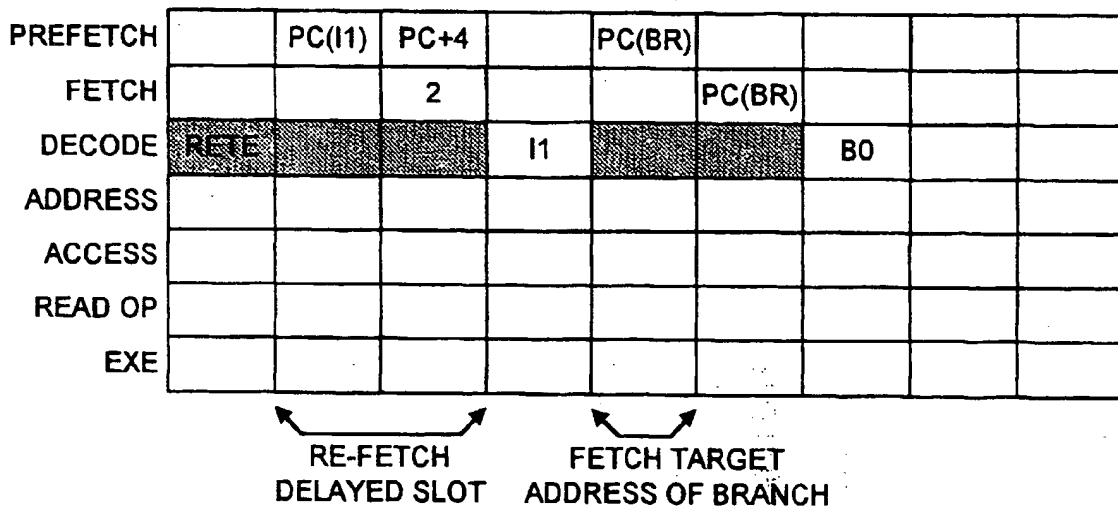 PREFETCH PC(I1) PC+4 PC(BR)
FETCH 2 PC(BR)
DECODE RETE I1 B0
ADDRESS
ACCESS
READ OP
EXE
RE-FETCH
DELAYED SLOT
FETCH TARGET
ADDRESS OF BRANCH